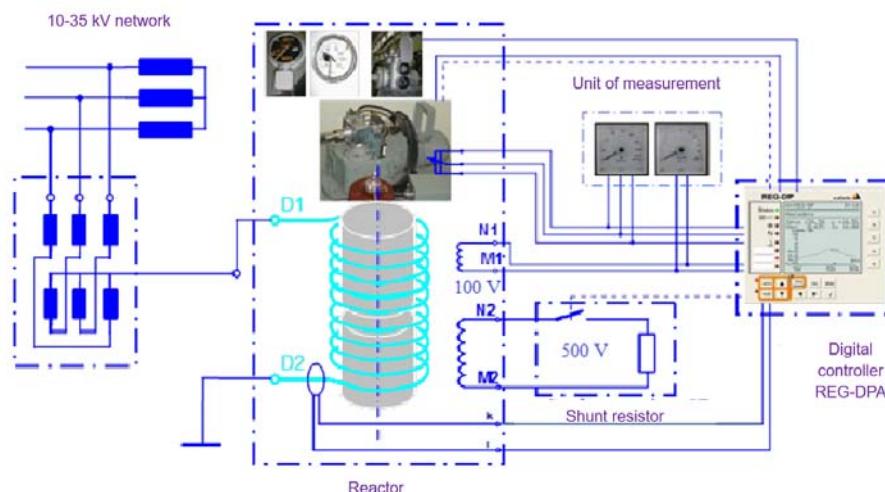 10-35 kV network
Unit of measurement
REG-DP
D1
N1
M1
100 V
N2
500 V
M2
D2
k
l
Shunt resistor
Digital
controller
REG-DPA
Reactor